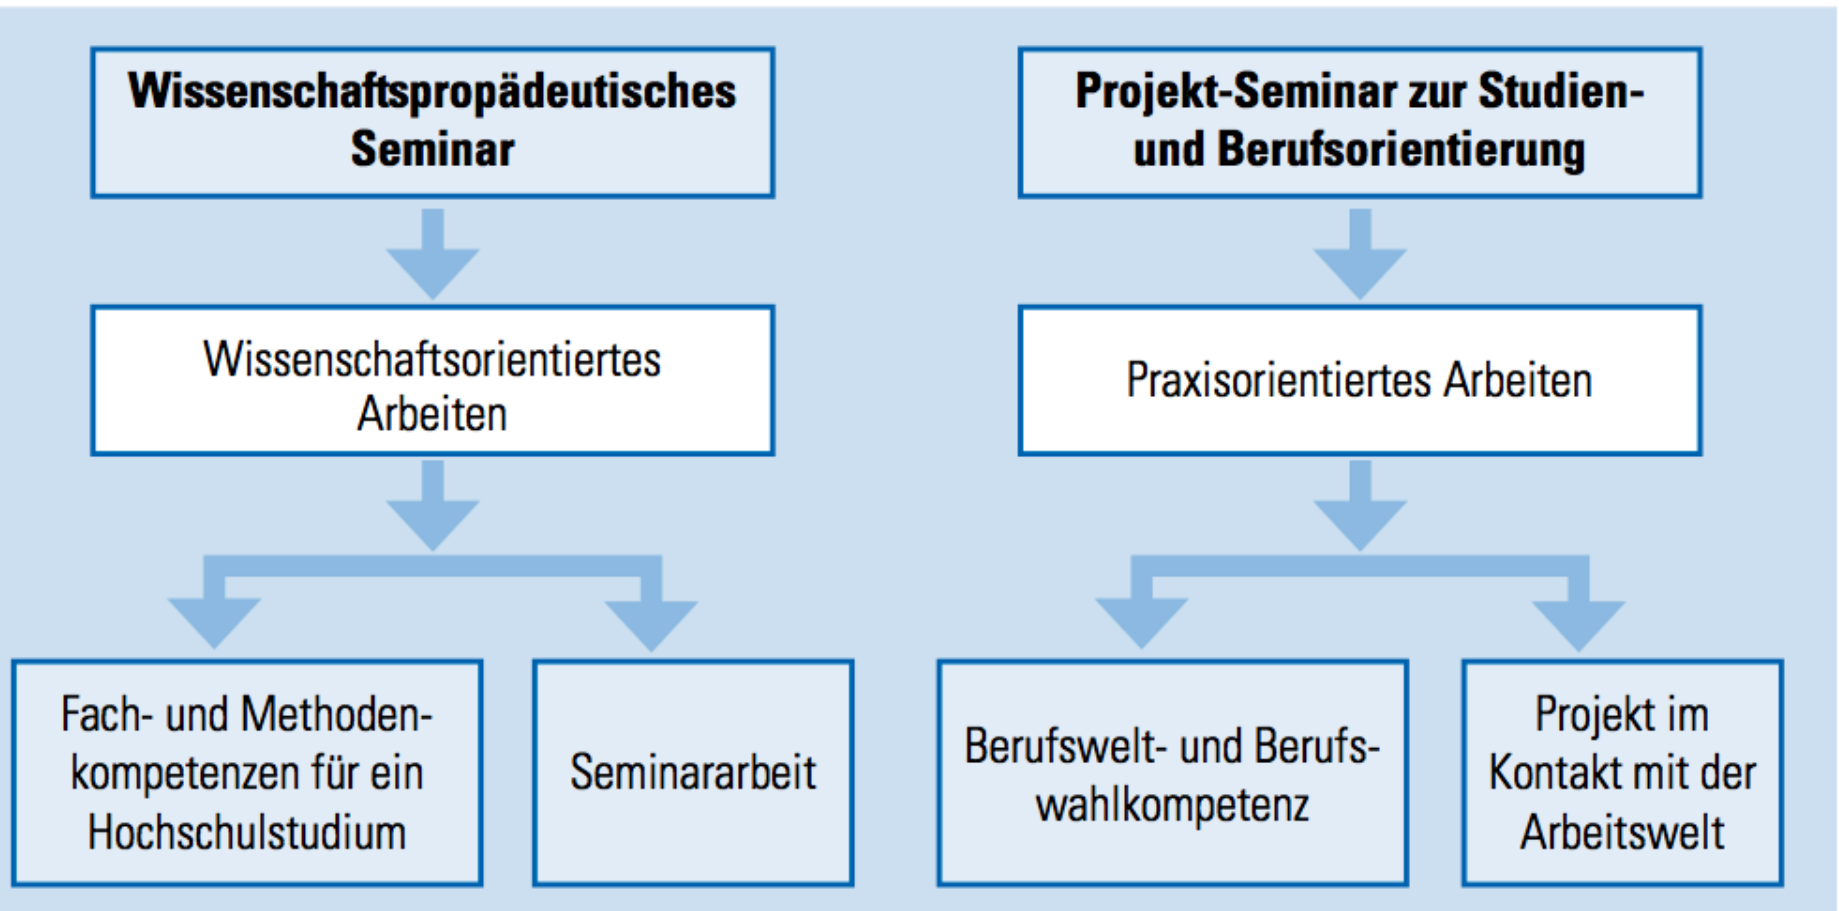 Wissenschaftspropädeutisches
Seminar
Projekt-Seminar zur Studien-
und Berufsorientierung
Wissenschaftsorientiertes
Arbeiten
Praxisorientiertes Arbeiten
Fach- und Methoden-
kompetenzen für ein
Hochschulstudium
Seminararbeit
Berufswelt- und Berufs-
wahlkompetenz
Projekt im
Kontakt mit der
Arbeitswelt